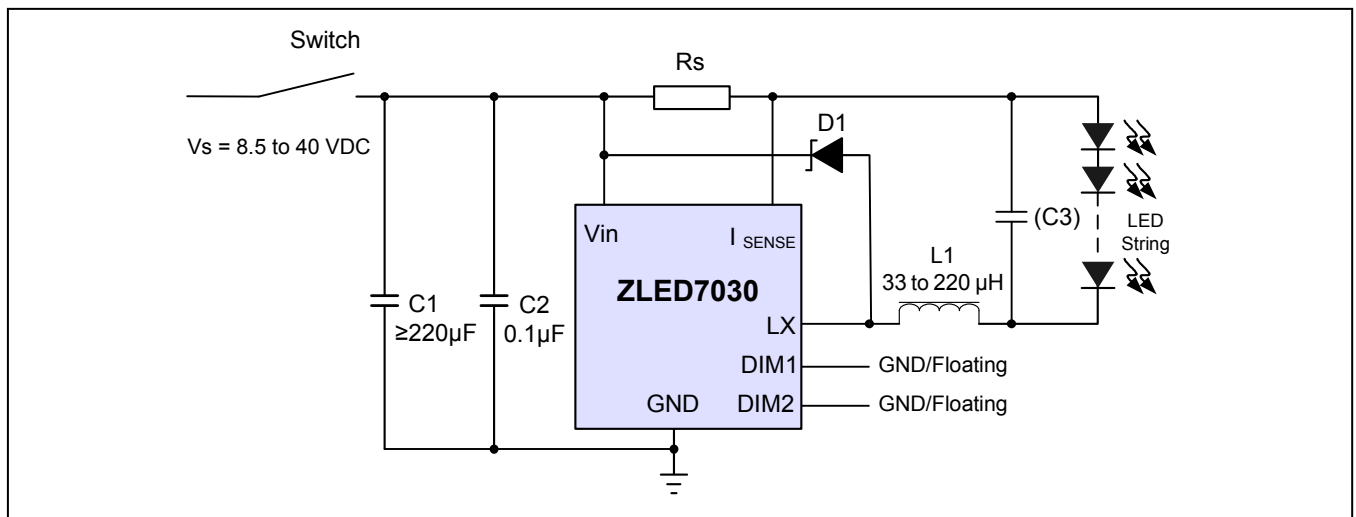 Switch
Rs
Vs = 8.5 to 40 VDC
D1
Vin
I SENSE
(C3)
LED
String
L1
33 to 220 µH
ZLED7030
C1
≥220µF
C2
0.1µF
LX
DIM1
GND/Floating
GND
DIM2
GND/Floating